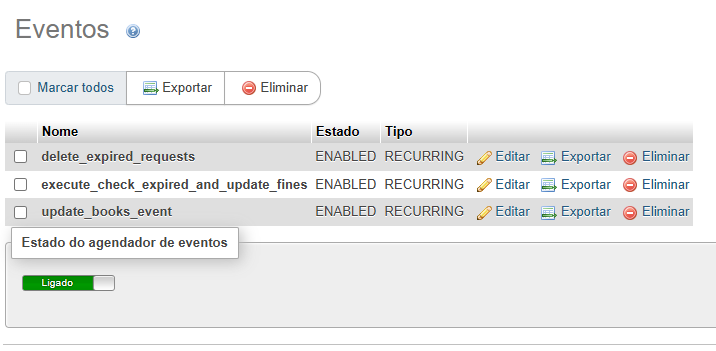 Eventos
Marcar todos Exportar Eliminar
Nome Estado Tipo
delete_expired_requests ENABLED RECURRING Editar Exportar Eliminar
execute_check_expired_and_update_fines ENABLED RECURRING Editar Exportar Eliminar
update_books_event ENABLED RECURRING Editar Exportar Eliminar
Estado do agendador de eventos
Ligado